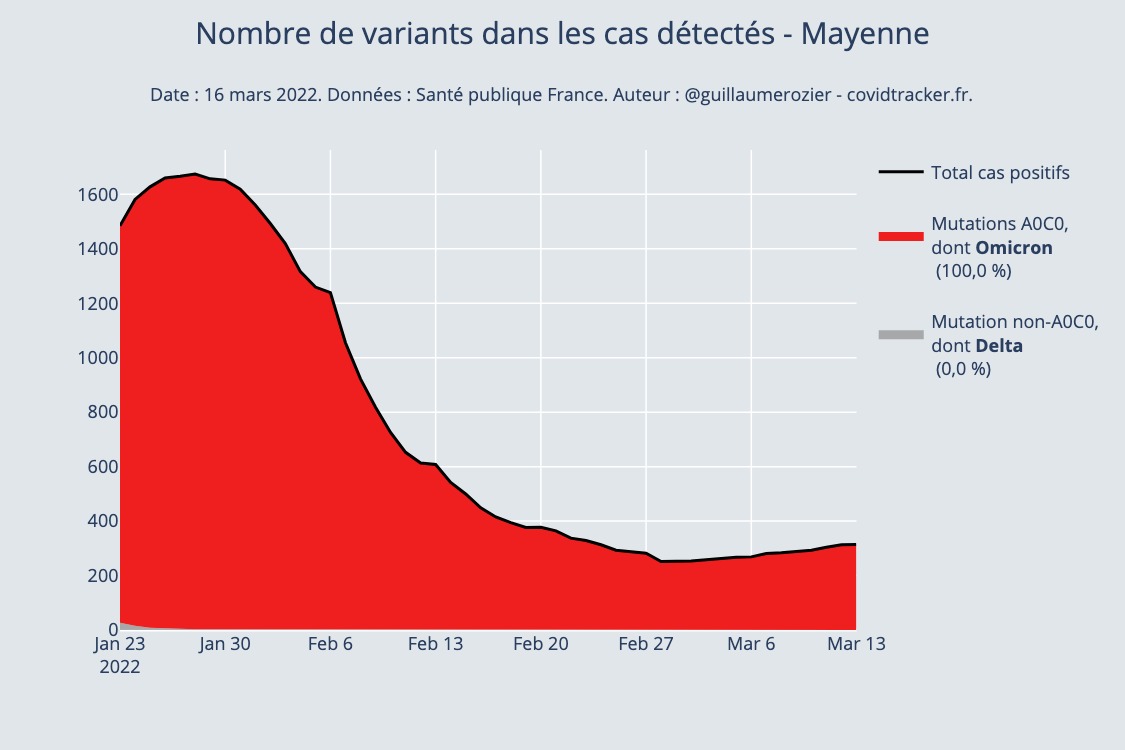 Nombre de variants dans les cas détectés - Mayenne
Date : 16 mars 2022. Données : Santé publique France. Auteur : @guillaumerozier - covidtracker.fr.
Total cas positifs
Mutations A0C0,
dont Omicron
(100,0 %)
Mutation non-A0C0,
dont Delta
(0,0 %)
1600
1400
1200
1000
800
600
400
200
0
Jan 23 Jan 30 Feb 6 Feb 13 Feb 20 Feb 27 Mar 6 Mar 13
2022